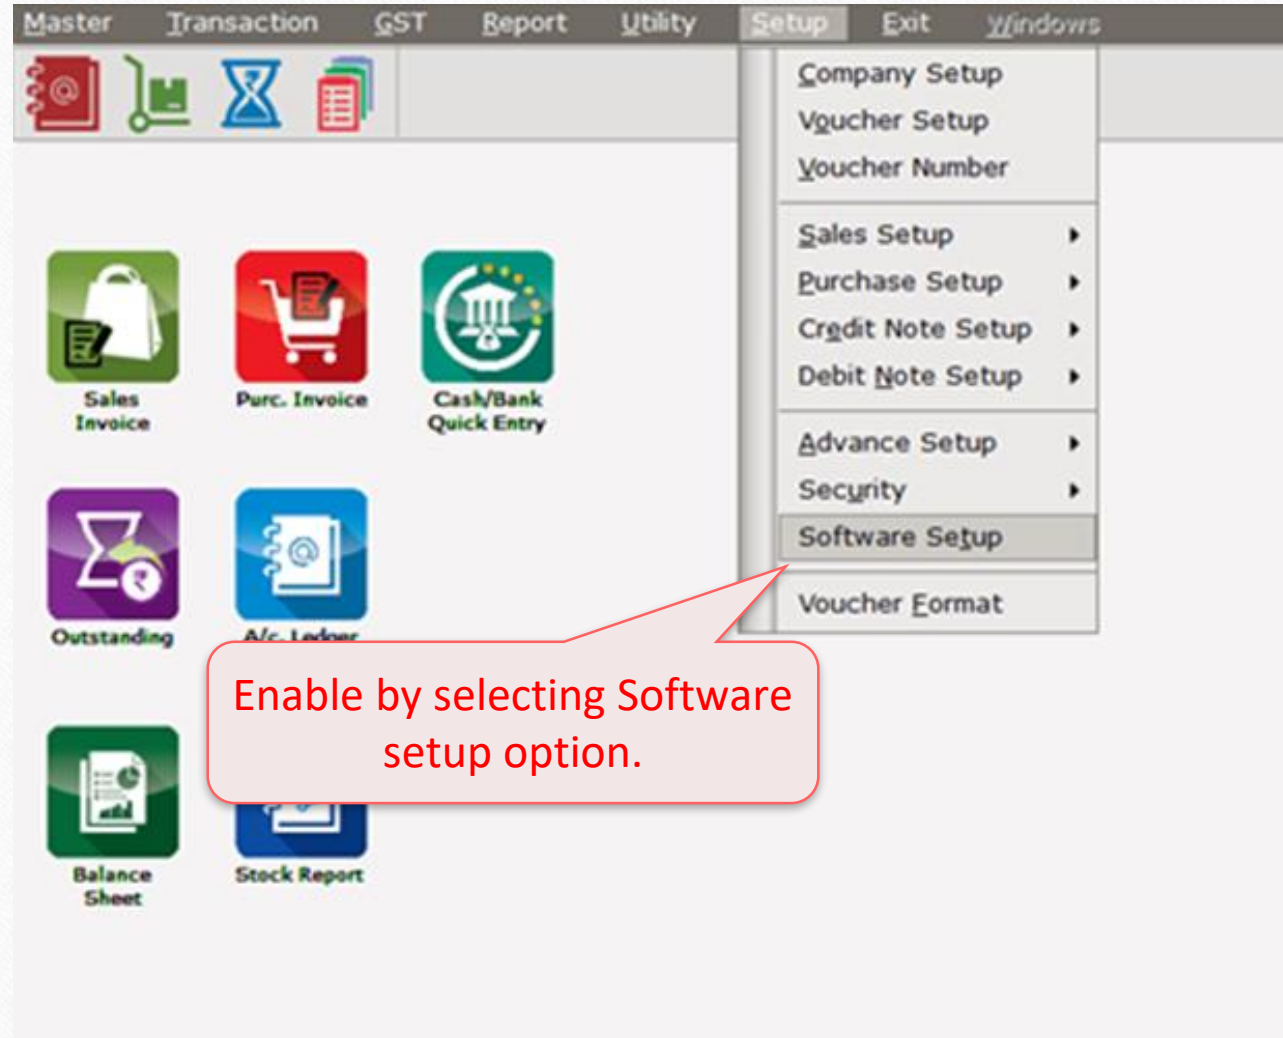 Master Transaction GST Report Utility Setup Exit Windows
Company Setup
Voucher Setup
Voucher Number
Sales Setup
Purchase Setup
Credit Note Setup
Debit Note Setup
Advance Setup
Security
Software Setup
Voucher Format
Sales
Invoice
Purc. Invoice
Cash/Bank
Quick Entry
Outstanding
A/c. Ledger
Enable by selecting Software
setup option.
Balance
Sheet
Stock Report